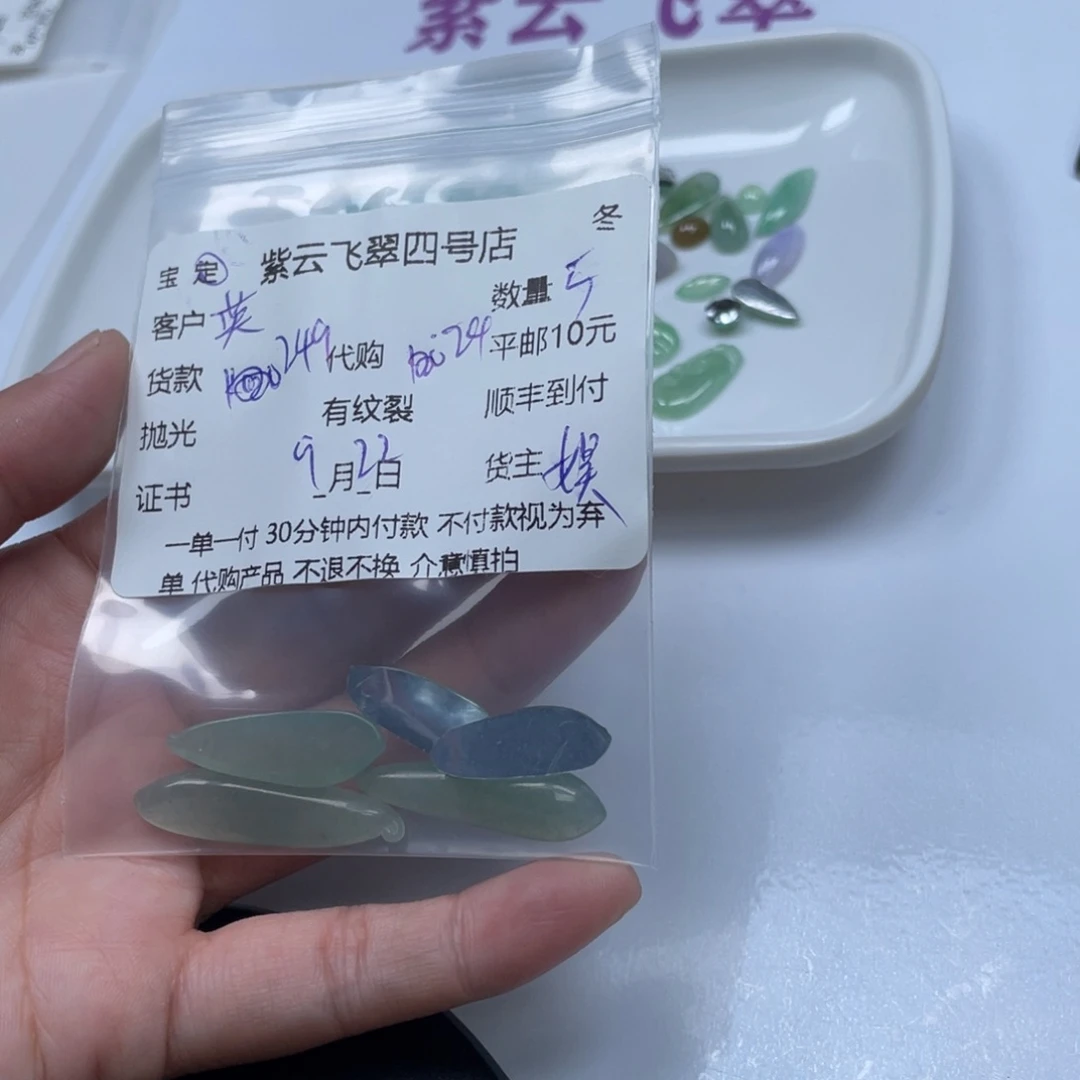 紫云飞翠
冬
宝 定 紫云飞翠四号店
客户 英 数量 5
货款 249 代购 24 平邮10元
抛光 有纹裂 顺丰到付
证书 9月22日 货主
一单一付 30分钟内付款 不付款视为弃
单 代购产品 不退不换 介意慎拍